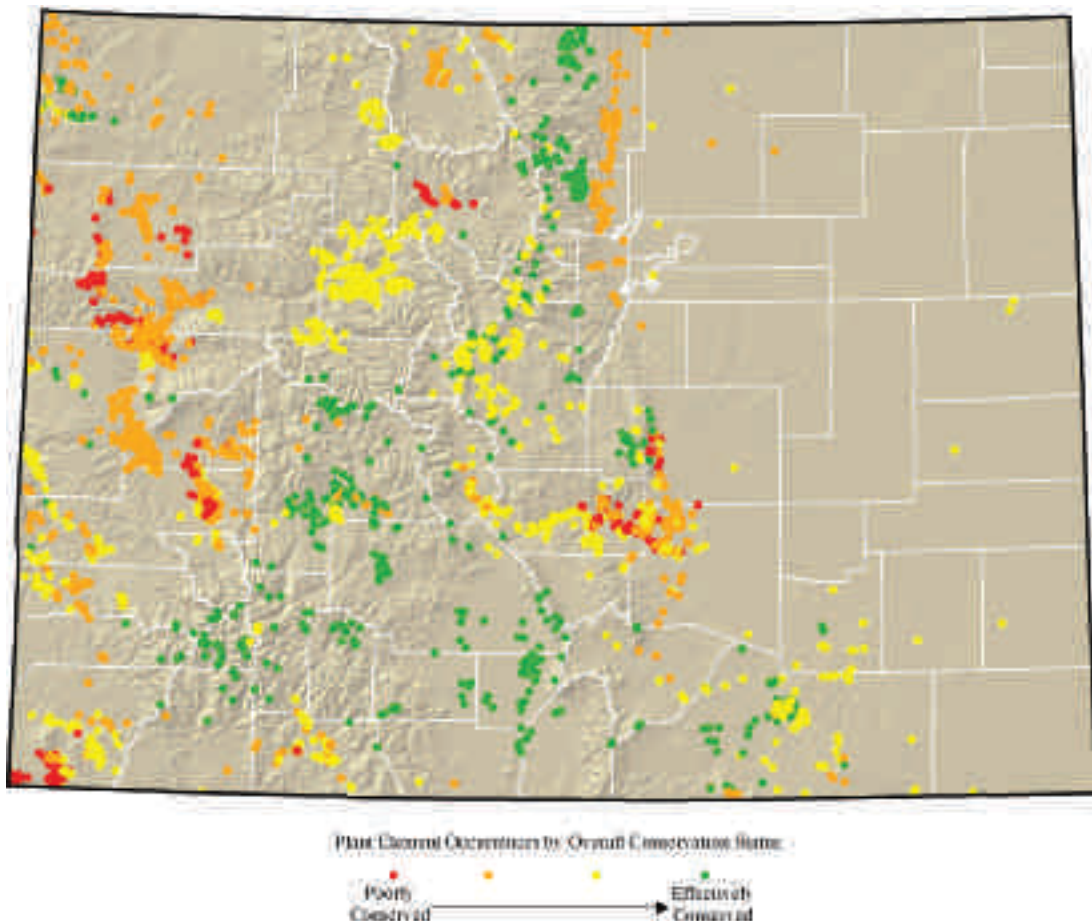 Plant Element Occurrences by Overall Conservation Status
Poorly Effectively
Conserved Conserved